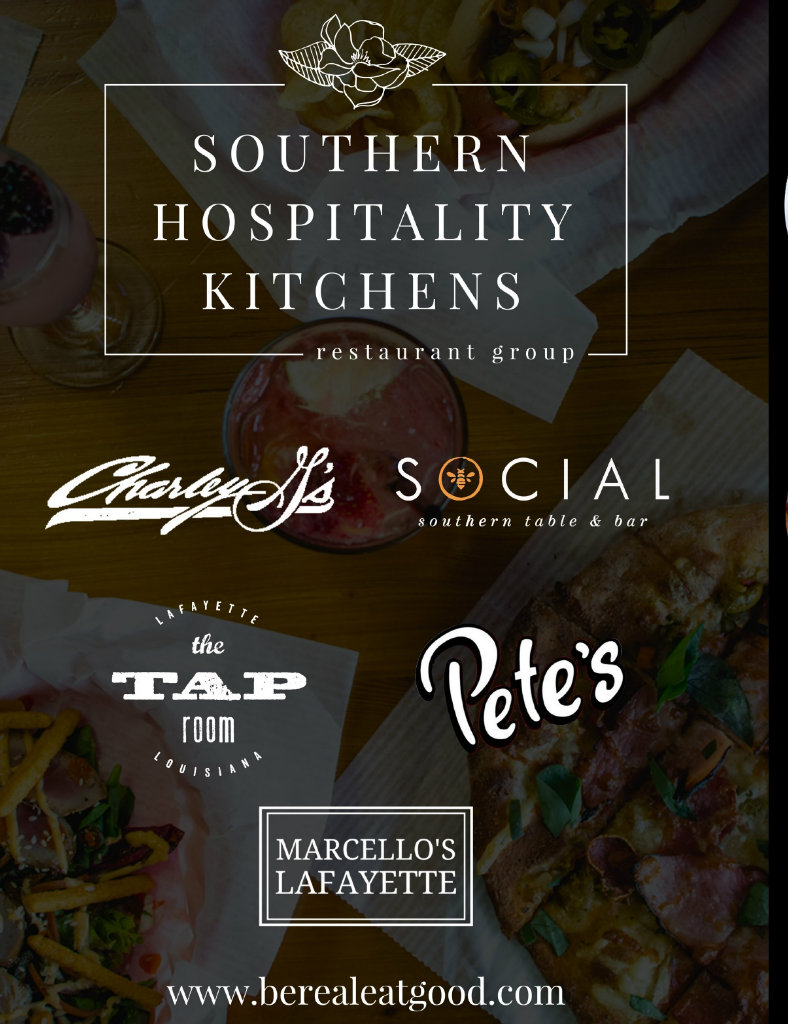 SOUTHERN
HOSPITALITY
KITCHENS
restaurant group
Charley G's
SOCIAL
southern table & bar
LAFAYETTE
the
TAP
room
LOUISIANA
Pete's
MARCELLO'S
LAFAYETTE
www.berealeatgood.com